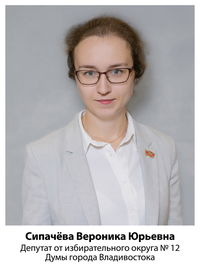 Сипачёва Вероника Юрьевна
Депутат от избирательного округа № 12
Думы города Владивостока